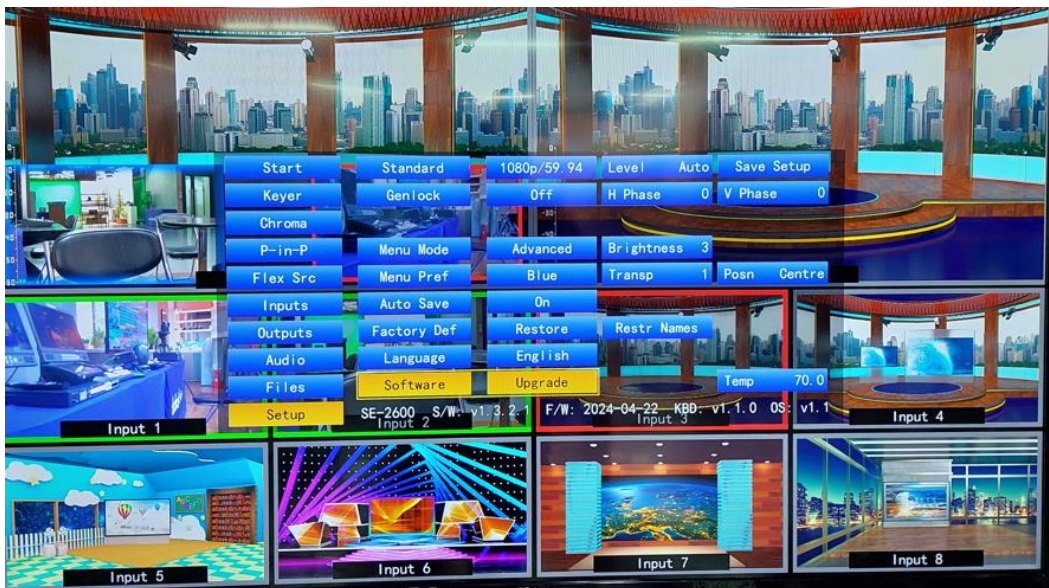 Start Standard 1080p/59.94 Level Auto Save Setup
Keyer Genlock Off H Phase 0 V Phase 0
Chroma
P-in-P Menu Mode Advanced Brightness 3
Flex Src Menu Pref Blue Transp 1 Posn Centre
Inputs Auto Save On
Outputs Factory Def Restore Restr Names
Audio Language English
Files Software Upgrade Temp 70.0
Setup SE-2600 S/W: v1.3.2.1 F/W: 2024-04-22 KBD: v1.1.0 OS: v1.1
Input 1 Input 2 Input 3 Input 4
Input 5 Input 6 Input 7 Input 8